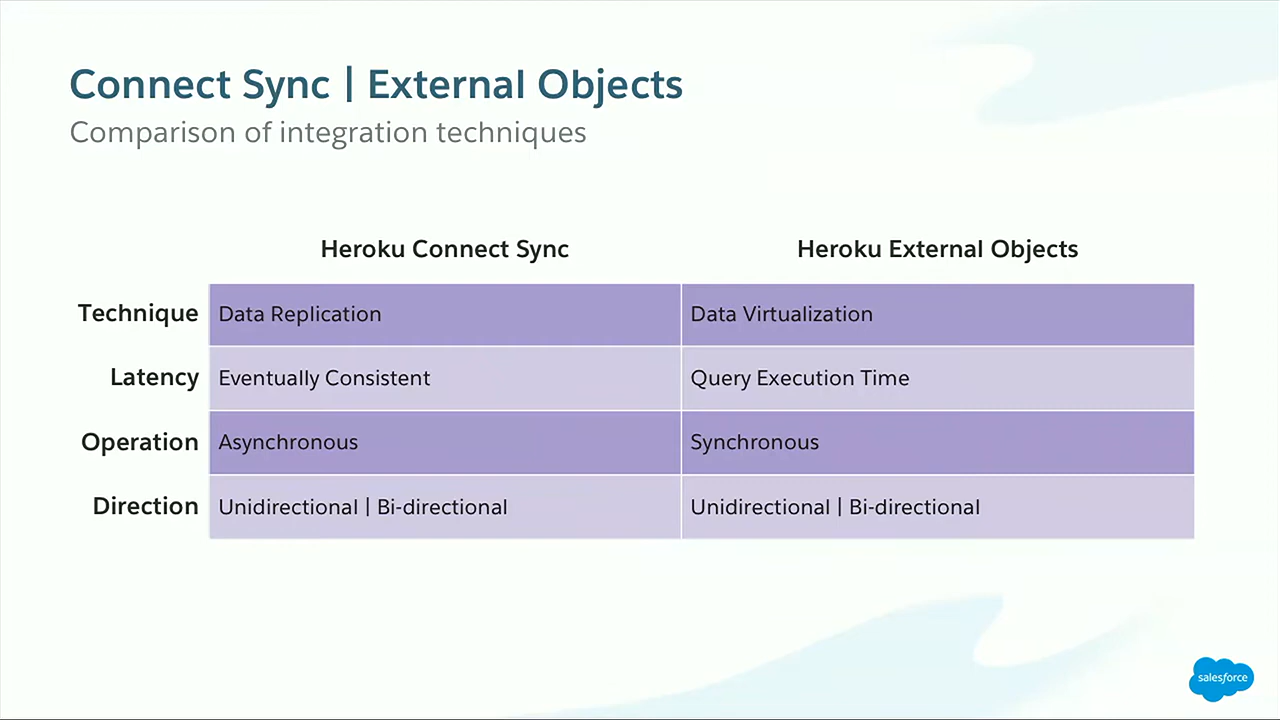 Connect Sync | External Objects
Comparison of integration techniques
Heroku Connect Sync Heroku External Objects
Technique Data Replication Data Virtualization
Latency Eventually Consistent Query Execution Time
Operation Asynchronous Synchronous
Direction Unidirectional | Bi-directional Unidirectional | Bi-directional
salesforce